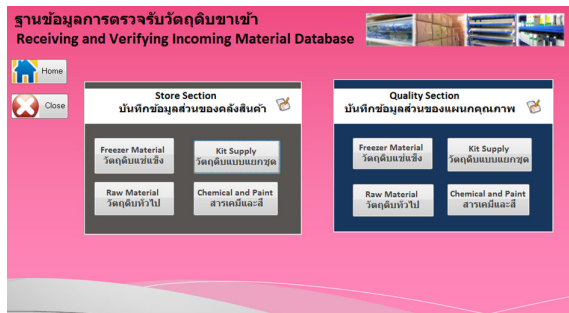 ฐานข้อมูลการตรวจรับวัตถุดิบขาเข้า
Receiving and Verifying Incoming Material Database
Home
Close
Store Section
บันทึกข้อมูลส่วนของคลังสินค้า
Freezer Material
วัตถุดิบแช่แข็ง
Kit Supply
วัตถุดิบแบบแยกชุด
Raw Material
วัตถุดิบทั่วไป
Chemical and Paint
สารเคมีและสี
Quality Section
บันทึกข้อมูลส่วนของแผนกคุณภาพ
Freezer Material
วัตถุดิบแช่แข็ง
Kit Supply
วัตถุดิบแบบแยกชุด
Raw Material
วัตถุดิบทั่วไป
Chemical and Paint
สารเคมีและสี